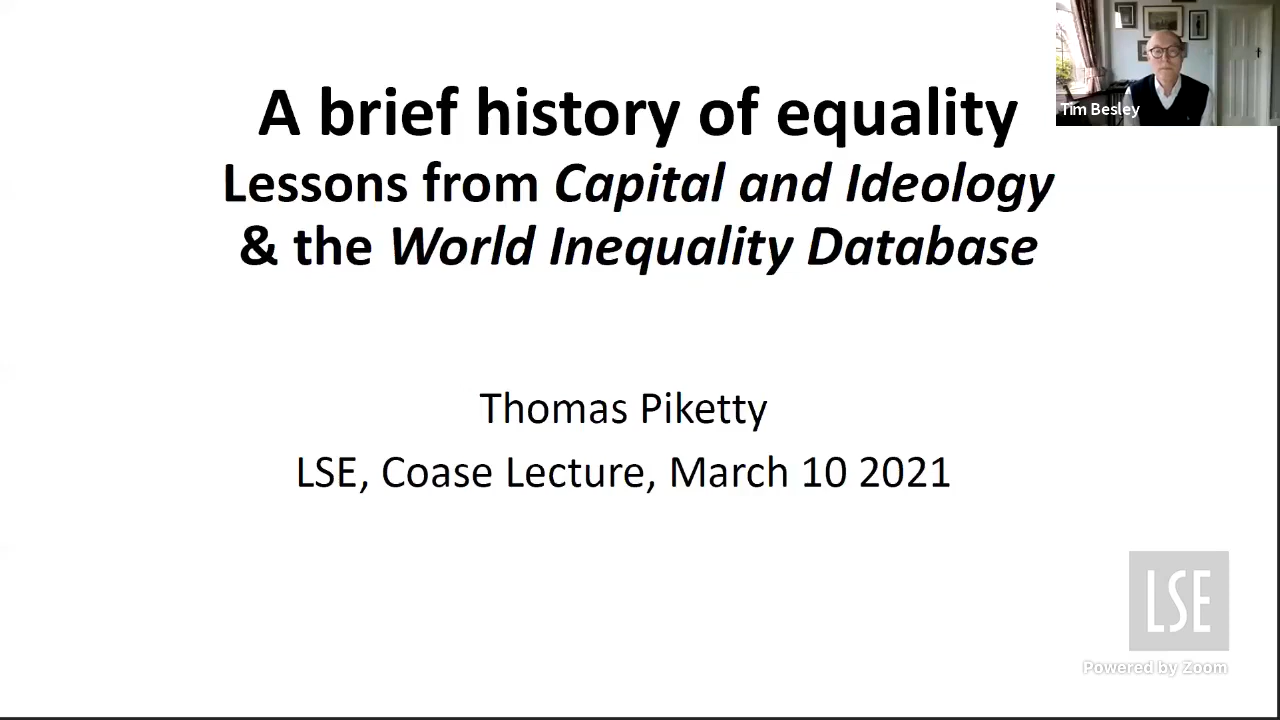 A brief history of equality
Lessons from Capital and Ideology
& the World Inequality Database
Thomas Piketty
LSE, Coase Lecture, March 10 2021
Tim Besley
LSE
Powered by Zoom